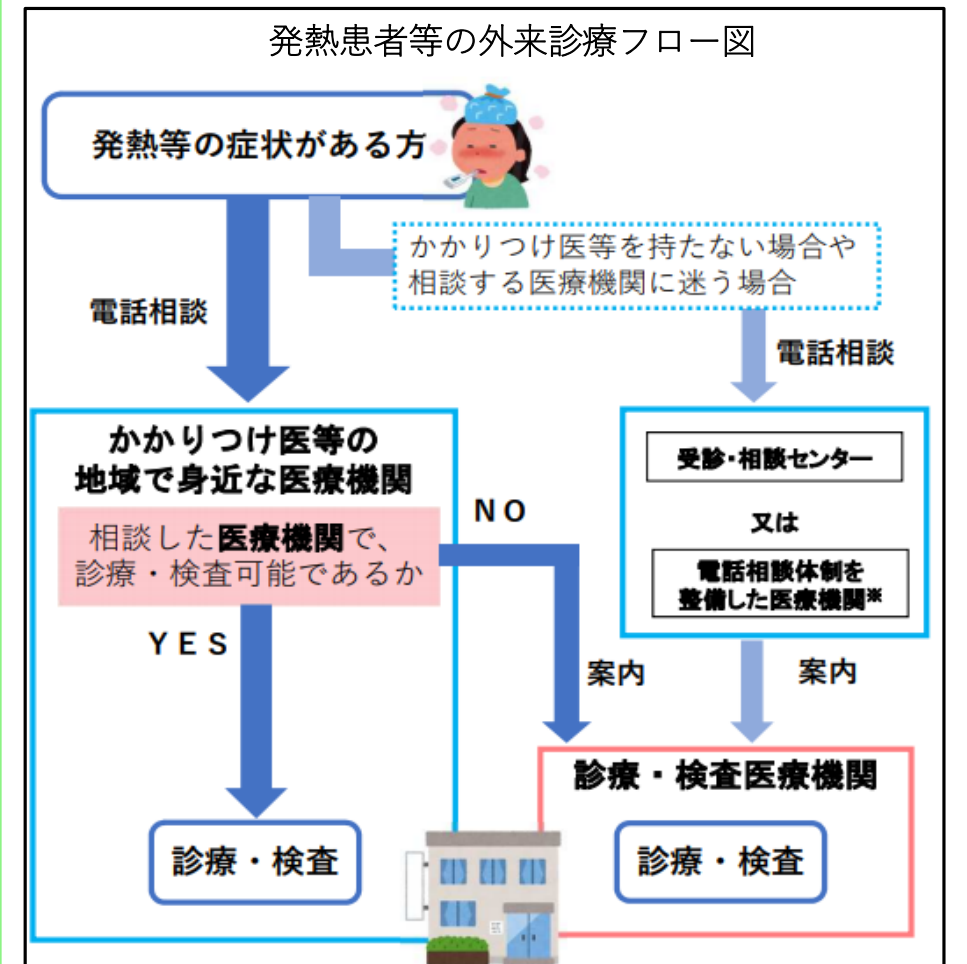 発熱患者等の外来診療フロー図
発熱等の症状がある方
かかりつけ医等を持たない場合や
相談する医療機関に迷う場合
電話相談
電話相談
かかりつけ医等の
地域で身近な医療機関
相談した医療機関で、
診療・検査可能であるか
NO
YES
受診・相談センター
又は
電話相談体制を
整備した医療機関※
案内
案内
診療・検査医療機関
診療・検査
診療・検査